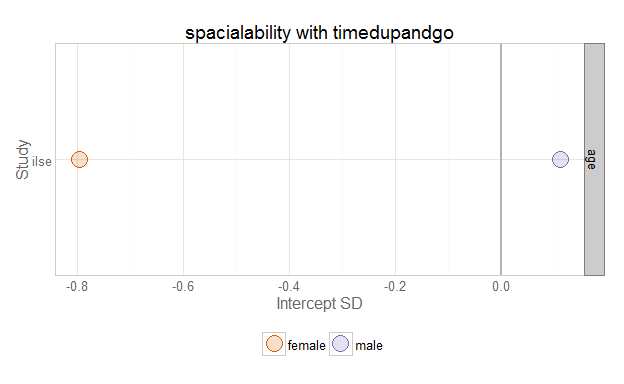 spacialability with timedupandgo
Study
ilse
age
-0.8 -0.6 -0.4 -0.2 0.0
Intercept SD
female male